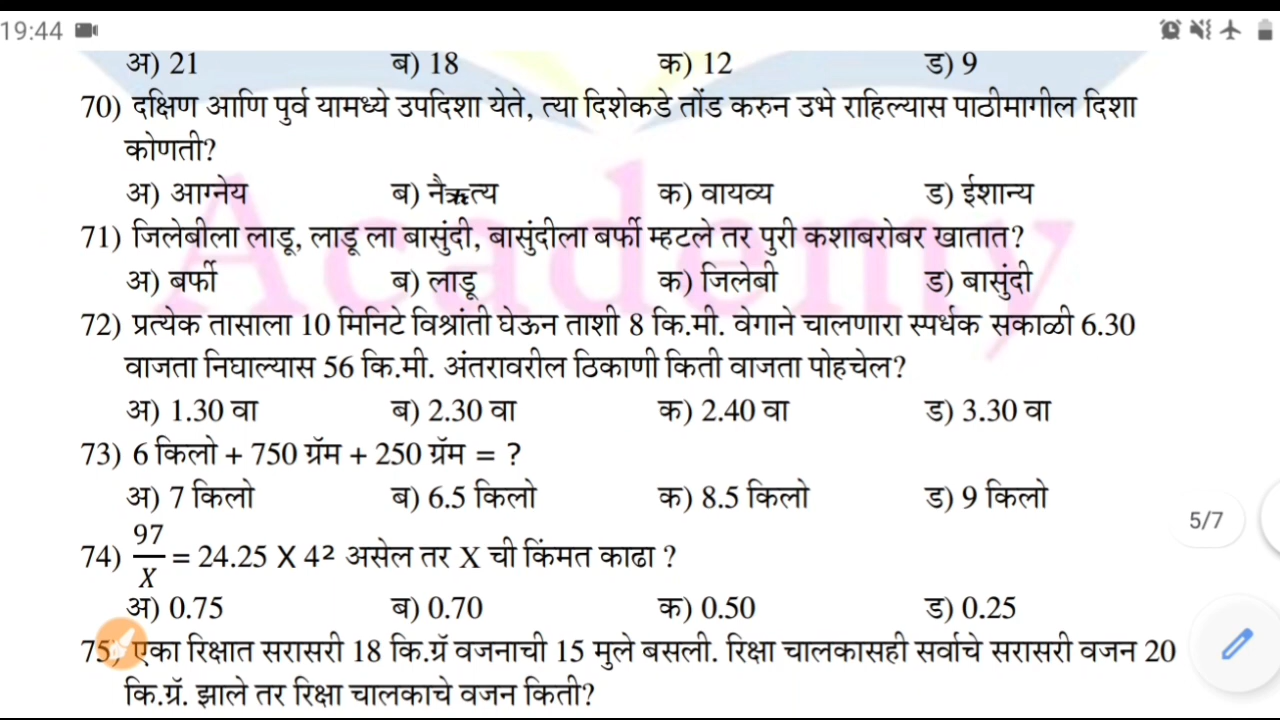 19:44
अ) 21 ब) 18 क) 12 ड) 9
70) दक्षिण आणि पुर्व यामध्ये उपदिशा येते, त्या दिशेकडे तोंड करुन उभे राहिल्यास पाठीमागील दिशा
कोणती?
अ) आग्नेय ब) नैऋत्य क) वायव्य ड) ईशान्य
71) जिलेबीला लाडू, लाडू ला बासुंदी, बासुंदीला बर्फी म्हटले तर पुरी कशाबरोबर खातात?
अ) बर्फी ब) लाडू क) जिलेबी ड) बासुंदी
72) प्रत्येक तासाला 10 मिनिटे विश्रांती घेऊन ताशी 8 कि.मी. वेगाने चालणारा स्पर्धक सकाळी 6.30
वाजता निघाल्यास 56 कि.मी. अंतरावरील ठिकाणी किती वाजता पोहचेल?
अ) 1.30 वा ब) 2.30 वा क) 2.40 वा ड) 3.30 वा
73) 6 किलो + 750 ग्रॅम + 250 ग्रॅम = ?
अ) 7 किलो ब) 6.5 किलो क) 8.5 किलो ड) 9 किलो
5/7
74) 97/X = 24.25 X 4² असेल तर X ची किंमत काढा ?
अ) 0.75 ब) 0.70 क) 0.50 ड) 0.25
75) एका रिक्षात सरासरी 18 कि.ग्रॅ वजनाची 15 मुले बसली. रिक्षा चालकासही सर्वाचे सरासरी वजन 20
कि.ग्रॅ. झाले तर रिक्षा चालकाचे वजन किती?
Academy